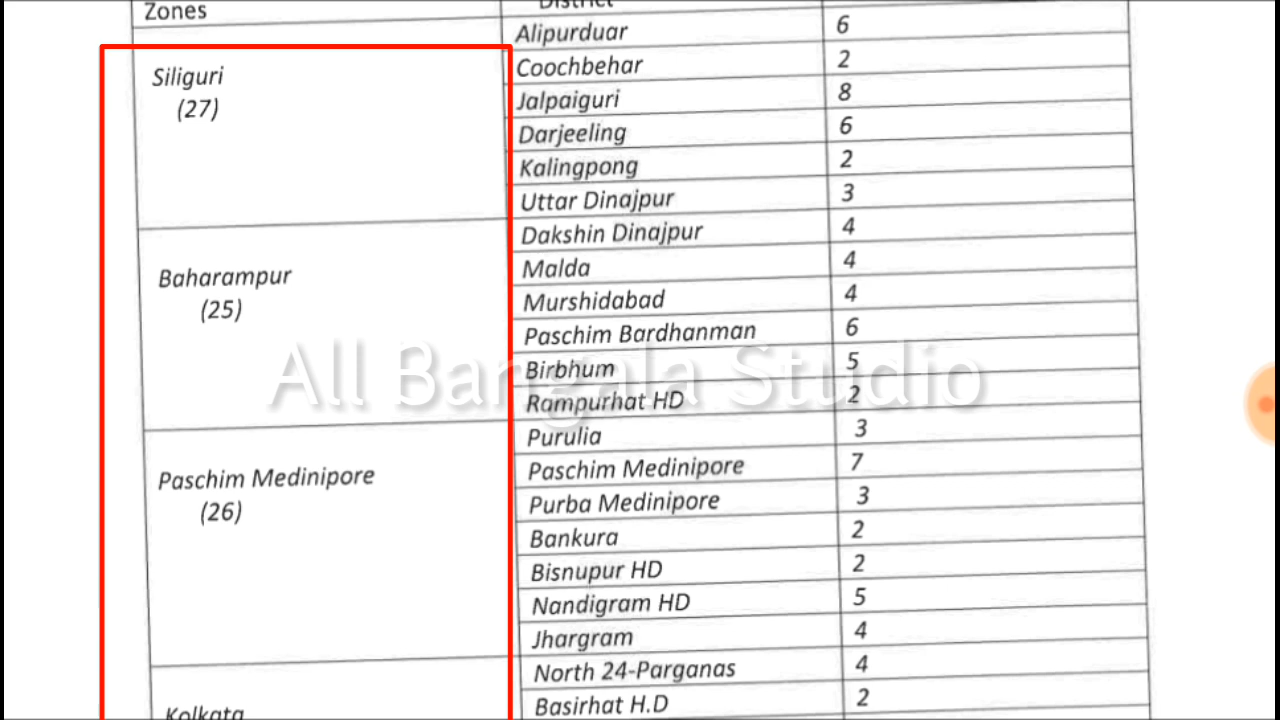 Zones District
Alipurduar 6
Siliguri Coochbehar 2
(27) Jalpaiguri 8
Darjeeling 6
Kalingpong 2
Uttar Dinajpur 3
Dakshin Dinajpur 4
Baharampur Malda 4
(25) Murshidabad 4
Paschim Bardhanman 6
Birbhum 5
Rampurhat HD 2
Purulia 3
Paschim Medinipore Paschim Medinipore 7
(26) Purba Medinipore 3
Bankura 2
Bisnupur HD 2
Nandigram HD 5
Jhargram 4
North 24-Parganas 4
Kolkata Basirhat H.D 2
All Bangala Studio